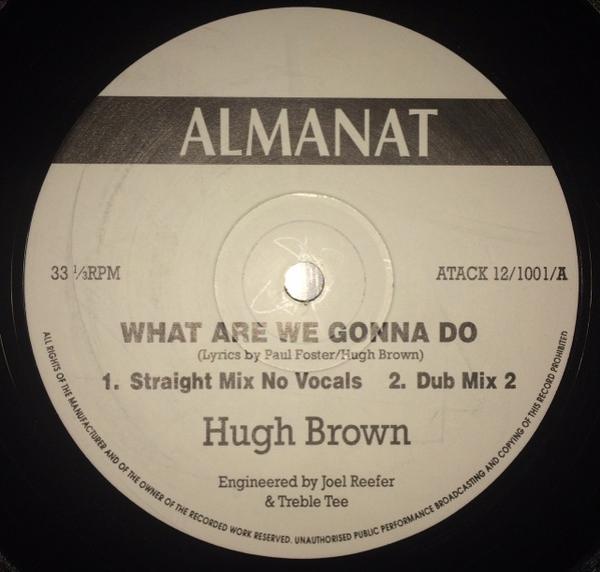 ALMANAT
33 ⅓RPM
ATACK 12/1001/A
WHAT ARE WE GONNA DO
(Lyrics by Paul Foster/Hugh Brown)
1. Straight Mix No Vocals 2. Dub Mix 2
Hugh Brown
Engineered by Joel Reefer
& Treble Tee
ALL RIGHTS OF THE MANUFACTURER AND OF THE OWNER OF THE RECORDED WORK RESERVED. UNAUTHORISED PUBLIC PERFORMANCE BROADCASTING AND COPYING OF THIS RECORD PROHIBITED